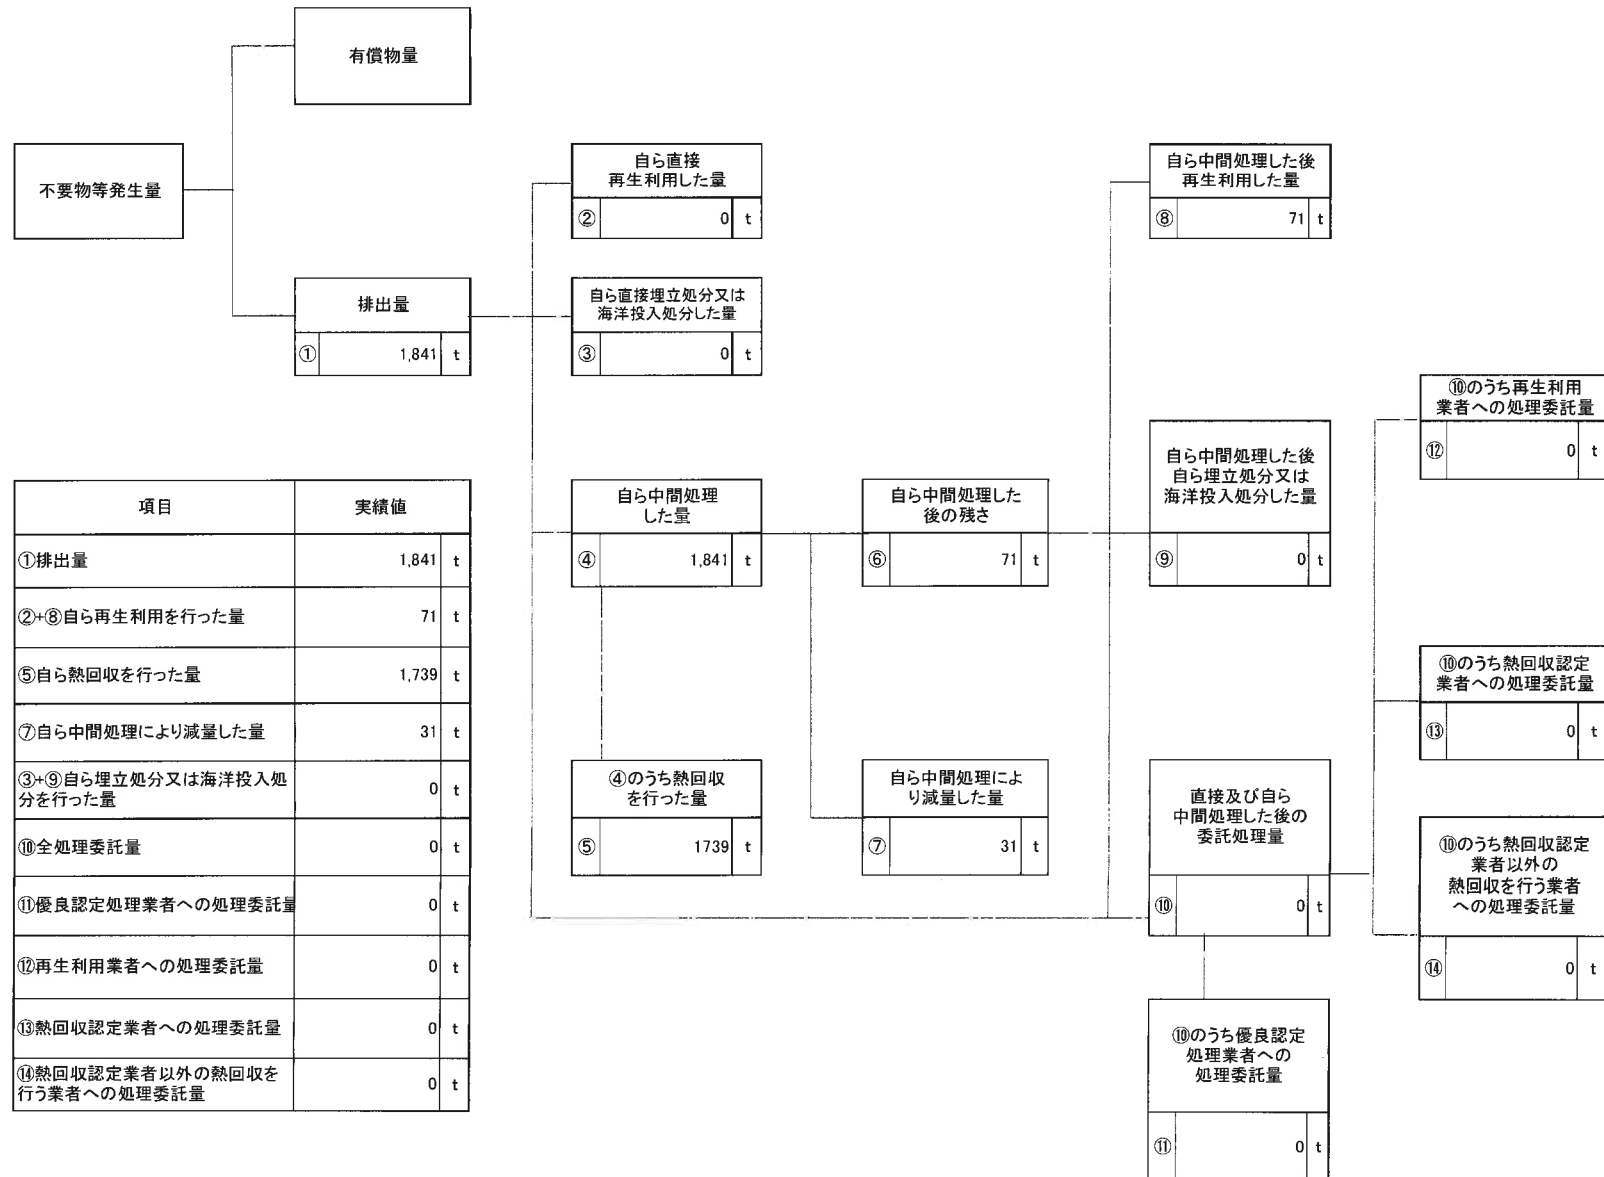 有償物量
不要物等発生量
排出量
① 1,841 t
自ら直接
再生利用した量
② 0 t
自ら直接埋立処分又は
海洋投入処分した量
③ 0 t
自ら中間処理
した量
④ 1,841 t
④のうち熱回収
を行った量
⑤ 1739 t
自ら中間処理した
後の残さ
⑥ 71 t
自ら中間処理によ
り減量した量
⑦ 31 t
自ら中間処理した後
再生利用した量
⑧ 71 t
自ら中間処理した後
自ら埋立処分又は
海洋投入処分した量
⑨ 0 t
直接及び自ら
中間処理した後の
委託処理量
⑩ 0 t
⑩のうち優良認定
処理業者への
処理委託量
⑪ 0 t
⑩のうち再生利用
業者への処理委託量
⑫ 0 t
⑩のうち熱回収認定
業者への処理委託量
⑬ 0 t
⑩のうち熱回収認定
業者以外の
熱回収を行う業者
への処理委託量
⑭ 0 t
項目 実績値
①排出量 1,841 t
②+⑧自ら再生利用を行った量 71 t
⑤自ら熱回収を行った量 1,739 t
⑦自ら中間処理により減量した量 31 t
③+⑨自ら埋立処分又は海洋投入処
分を行った量 0 t
⑩全処理委託量 0 t
⑪優良認定処理業者への処理委託量 0 t
⑫再生利用業者への処理委託量 0 t
⑬熱回収認定業者への処理委託量 0 t
⑭熱回収認定業者以外の熱回収を
行う業者への処理委託量 0 t